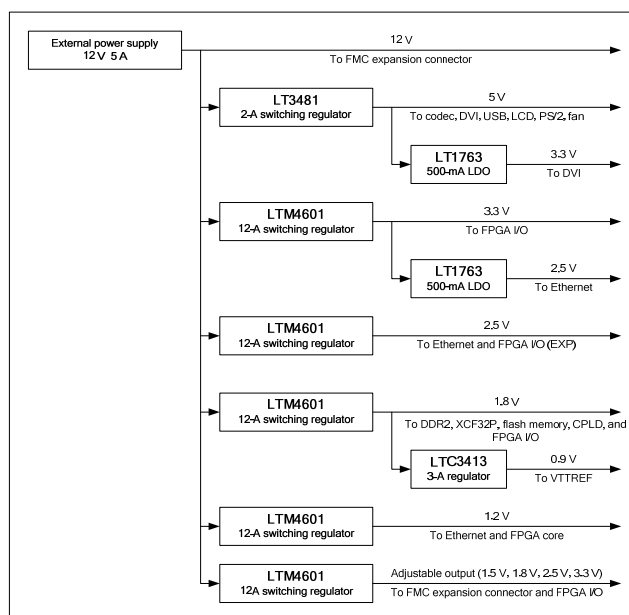 External power supply
12 V 5 A
12 V
To FMC expansion connector
LT3481
2-A switching regulator
5 V
To codec, DVI, USB, LCD, PS/2, fan
LT1763
500-mA LDO
3.3 V
To DVI
LTM4601
12-A switching regulator
3.3 V
To FPGA I/O
LT1763
500-mA LDO
2.5 V
To Ethernet
LTM4601
12-A switching regulator
2.5 V
To Ethernet and FPGA I/O (EXP)
LTM4601
12-A switching regulator
1.8 V
To DDR2, XCF32P, flash memory, CPLD, and
FPGA I/O
LTC3413
3-A regulator
0.9 V
To VTTREF
LTM4601
12-A switching regulator
1.2 V
To Ethernet and FPGA core
LTM4601
12A switching regulator
Adjustable output (1.5 V, 1.8 V, 2.5 V, 3.3 V)
To FMC expansion connector and FPGA I/O